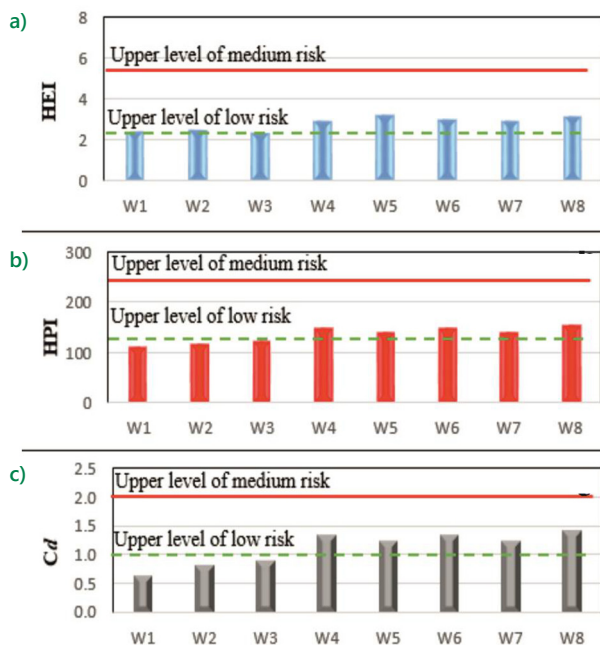 a)
8
Upper level of medium risk
6
HEI
4
Upper level of low risk
2
0
W1 W2 W3 W4 W5 W6 W7 W8
b)
300
Upper level of medium risk
200
HPI
Upper level of low risk
100
0
W1 W2 W3 W4 W5 W6 W7 W8
c)
2.5
Upper level of medium risk
2.0
1.5
Cd
Upper level of low risk
1.0
0.5
0.0
W1 W2 W3 W4 W5 W6 W7 W8